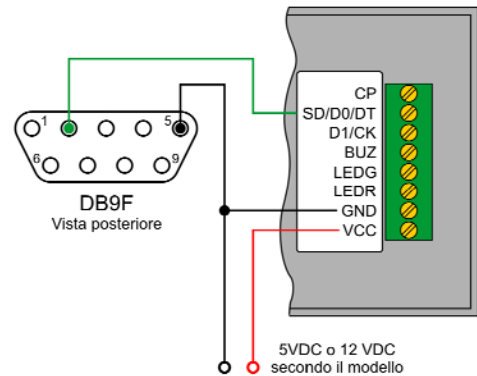 1
5
6
9
DB9F
Vista posteriore
CP
SD/D0/DT
D1/CK
BUZ
LEDG
LEDR
GND
VCC
5VDC o 12 VDC
secondo il modello